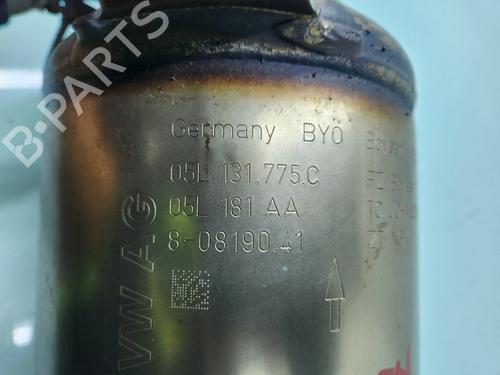 B-PARTS
Germany BYO
05L.131.775.C
05L 181 AA
8-08190.41
VW AG